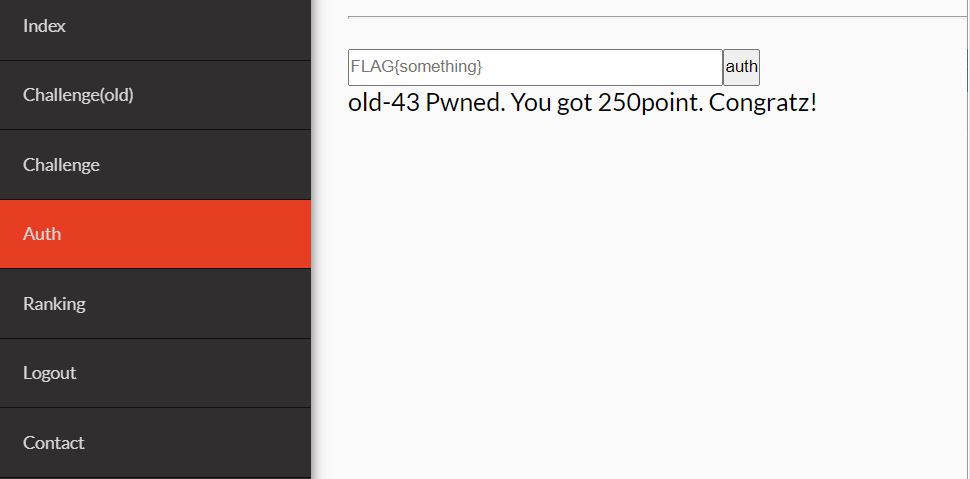 Index
Challenge(old)
Challenge
Auth
Ranking
Logout
Contact
FLAG{something}
auth
old-43 Pwned. You got 250point. Congratz!